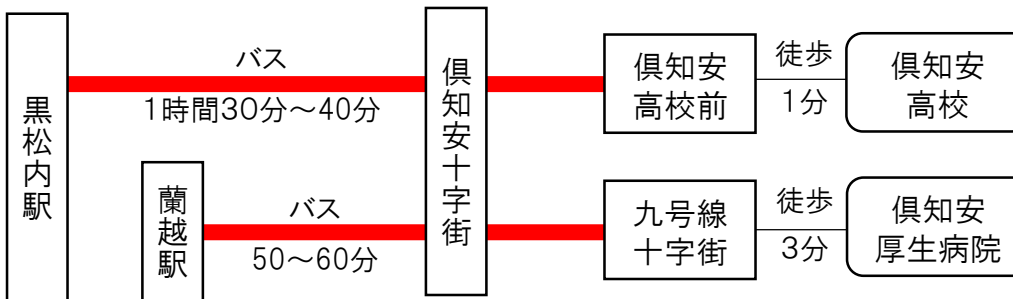 黒松内駅
バス
1時間30分～40分
蘭越駅
バス
50～60分
倶知安十字街
倶知安
高校前
徒歩
1分
倶知安
高校
九号線
十字街
徒歩
3分
倶知安
厚生病院